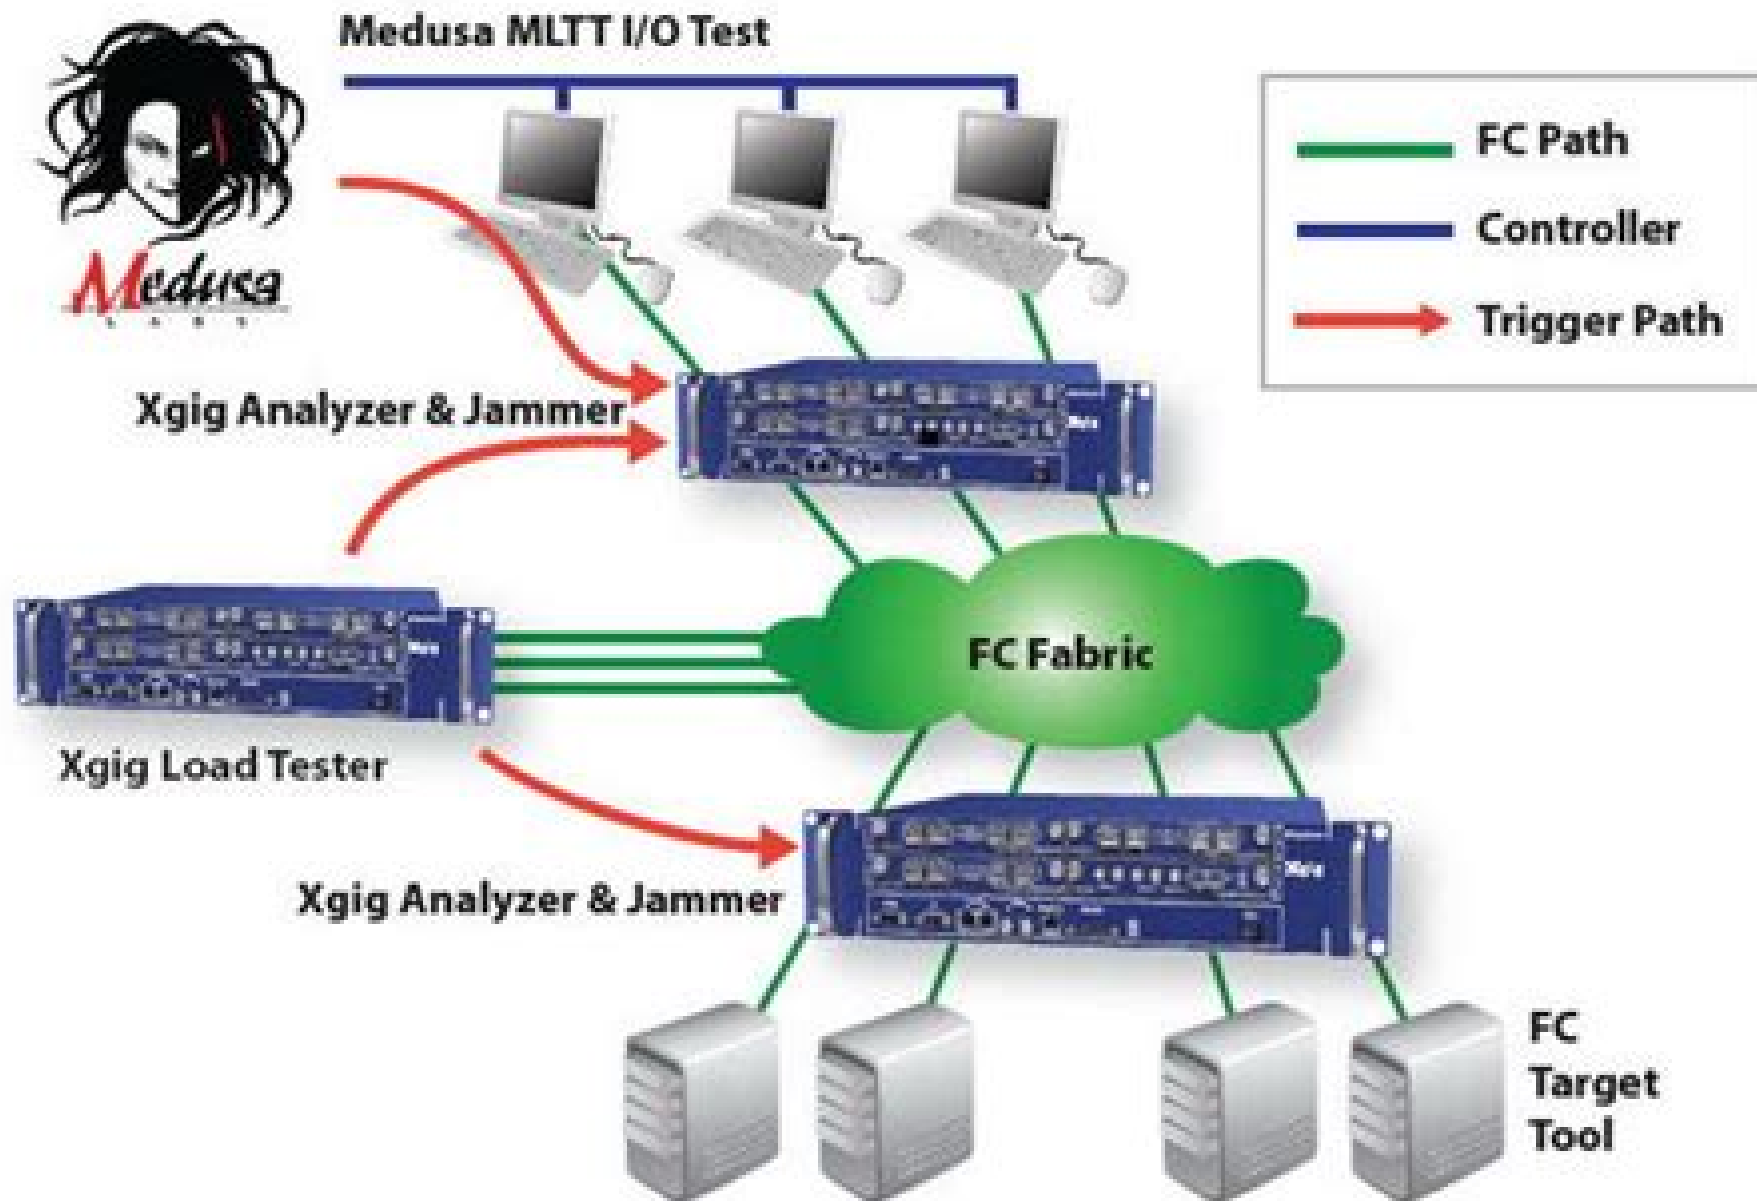 Medusa MLTT I/O Test
FC Path
Controller
Trigger Path
Medusa
LABS
Xgig Analyzer & Jammer
FC Fabric
Xgig Load Tester
Xgig Analyzer & Jammer
FC
Target
Tool